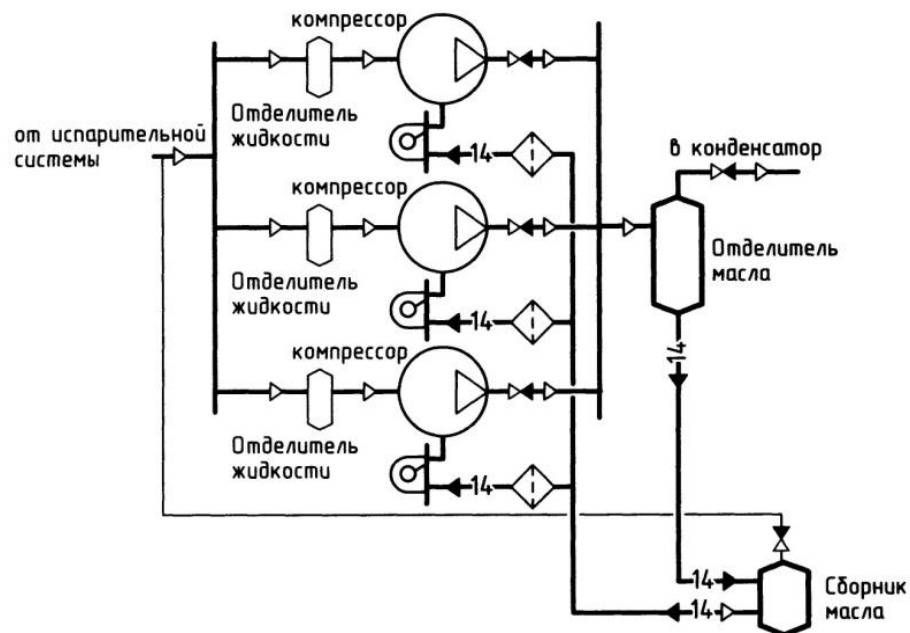 компрессор
Отделитель
жидкости
14
от испарительной
системы
в конденсатор
компрессор
Отделитель
масла
Отделитель
жидкости
14
14
компрессор
Отделитель
жидкости
14
14
14
Сборник
масла